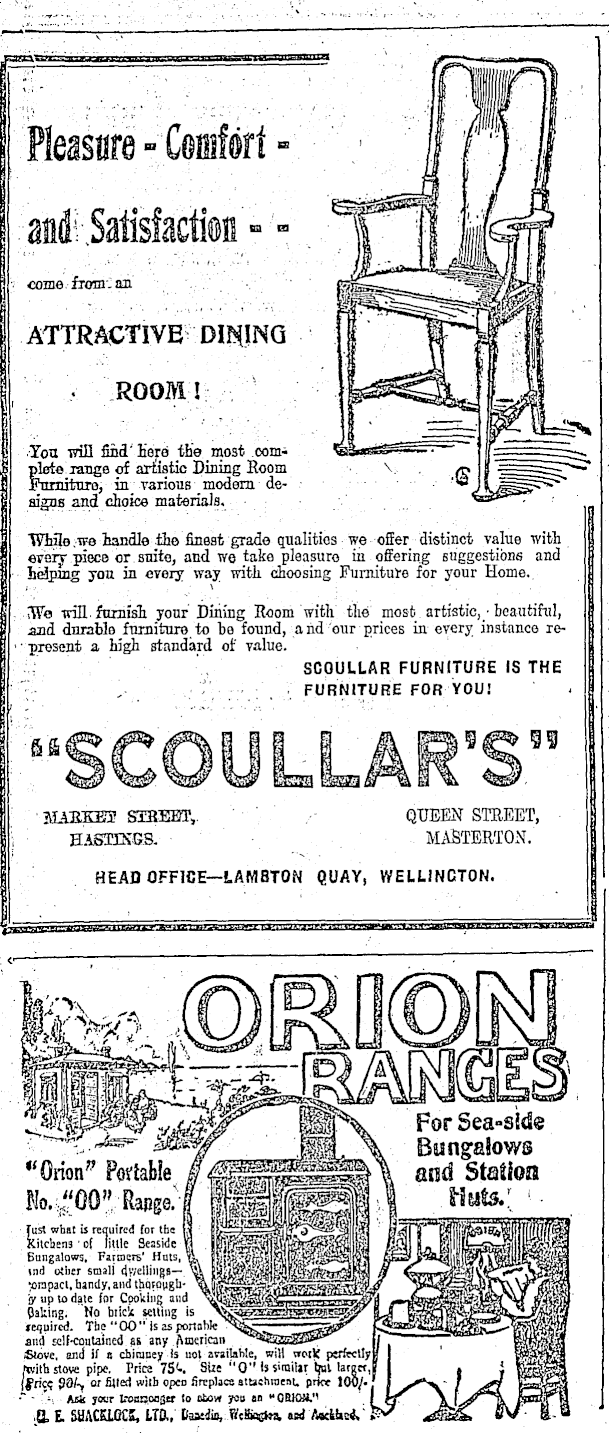 Pleasure - Comfort -
and Satisfaction - -
come from an
ATTRACTIVE DINING
ROOM!
You will find here the most com-
plete range of artistic Dining Room
Furniture, in various modern de-
signs and choice materials.
While we handle the finest grade qualities we offer distinct value with
every piece or suite, and we take pleasure in offering suggestions and
helping you in every way with choosing Furniture for your Home.
We will furnish your Dining Room with the most artistic, beautiful,
and durable furniture to be found, and our prices in every instance re-
present a high standard of value.
SCOULLAR FURNITURE IS THE
FURNITURE FOR YOU!
"SCOULLAR'S"
MARKET STREET,
HASTINGS.
QUEEN STREET,
MASTERTON.
HEAD OFFICE—LAMBTON QUAY, WELLINGTON.
ORION
RANGES
For Sea-side
Bungalows
and Station
Huts.
"Orion" Portable
No. "OO" Range.
Just what is required for the
Kitchens of little Seaside
Bungalows, Farmers' Huts,
and other small dwellings—
compact, handy, and thorough-
ly up to date for Cooking and
Baking. No brick setting is
required. The "OO" is as portable
and self-contained as any American
Stove, and if a chimney is not available, will work perfectly
with stove pipe. Price 75/-. Size "O" is similar but larger,
Price 90/-, or fitted with open fireplace attachment, price 100/-.
Ask your Ironmonger to show you an "ORION."
H. E. SHACKLOCK, LTD., Dunedin, Wellington, and Auckland.
ORION